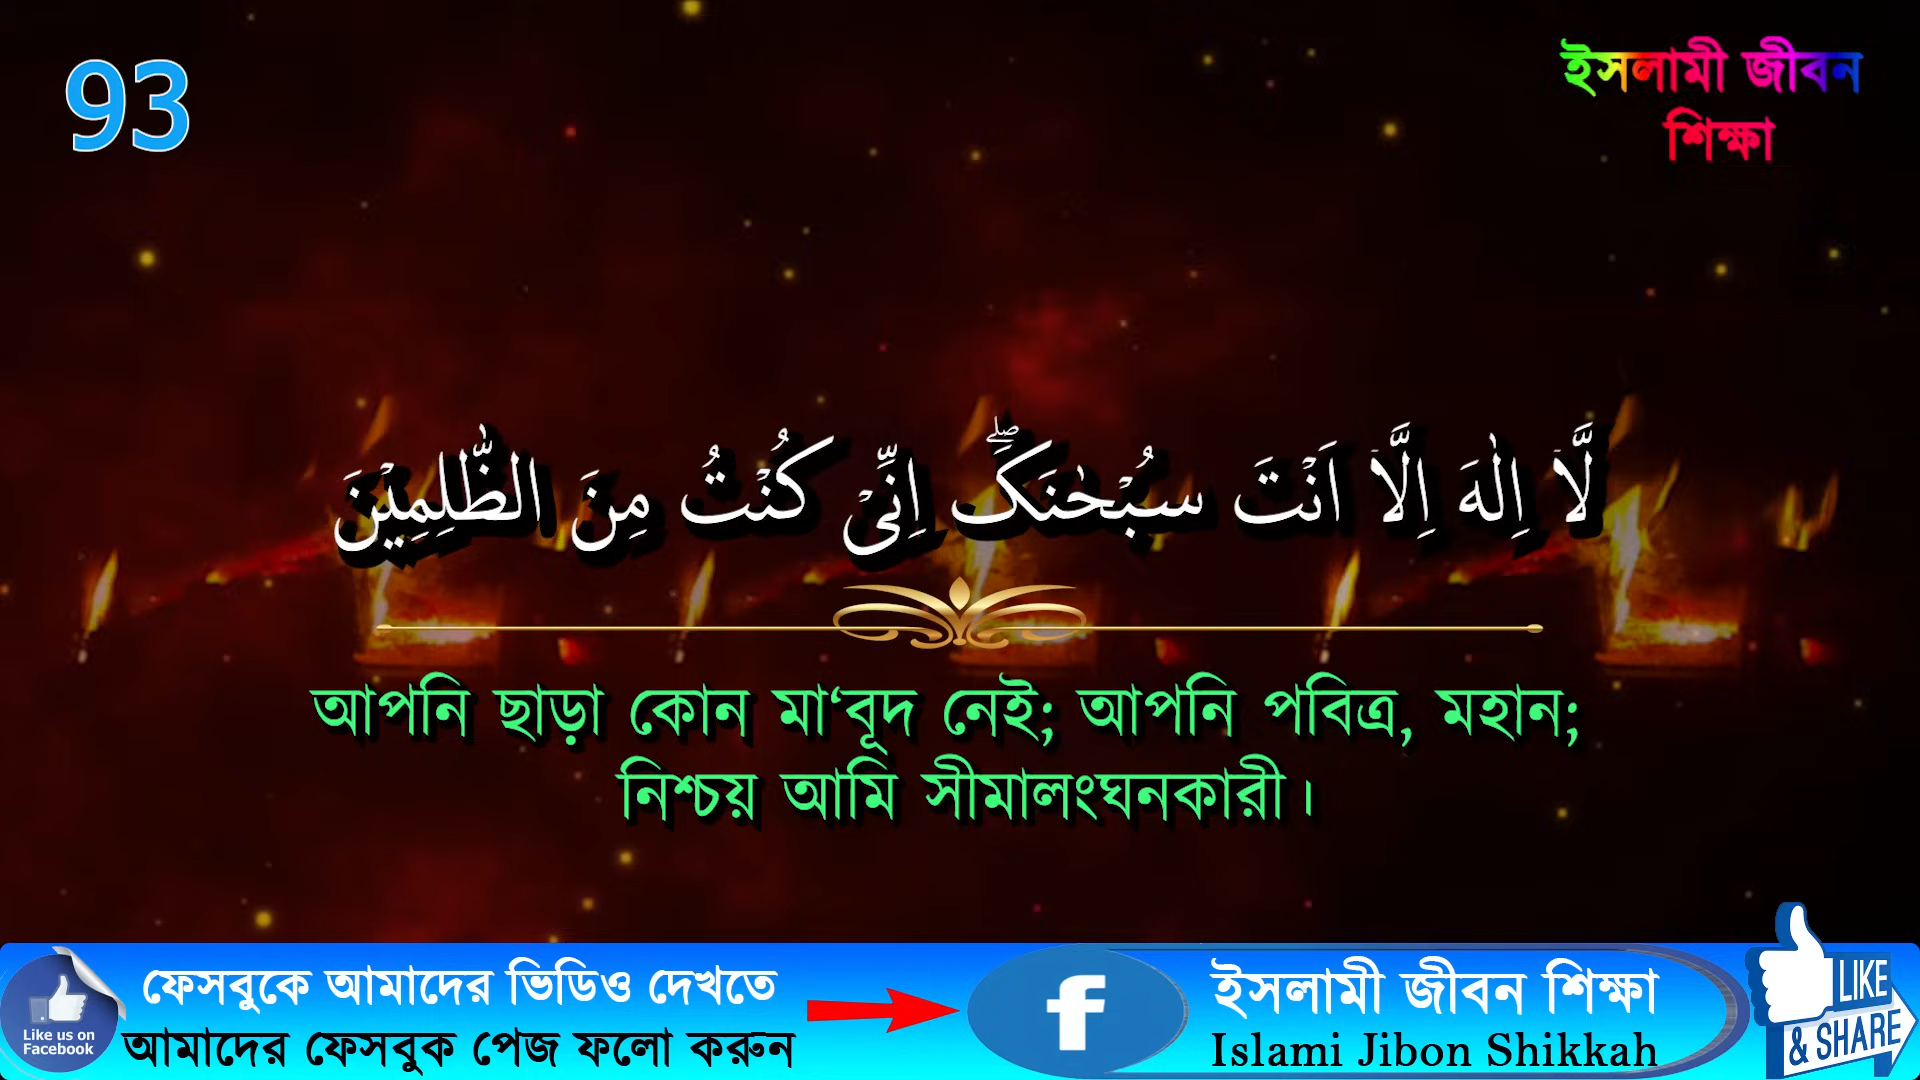 93
ইসলামী জীবন
শিক্ষা
لَّاۤ اِلٰهَ اِلَّاۤ اَنْتَ سُبْحٰنَكَۖ اِنِّیْ كُنْتُ مِنَ الظّٰلِمِیْنَ
আপনি ছাড়া কোন মা‘বূদ নেই; আপনি পবিত্র, মহান;
নিশ্চয় আমি সীমালংঘনকারী।
Like us on
Facebook
ফেসবুকে আমাদের ভিডিও দেখতে
আমাদের ফেসবুক পেজ ফলো করুন
f
ইসলামী জীবন শিক্ষা
Islami Jibon Shikkah
LIKE
& SHARE